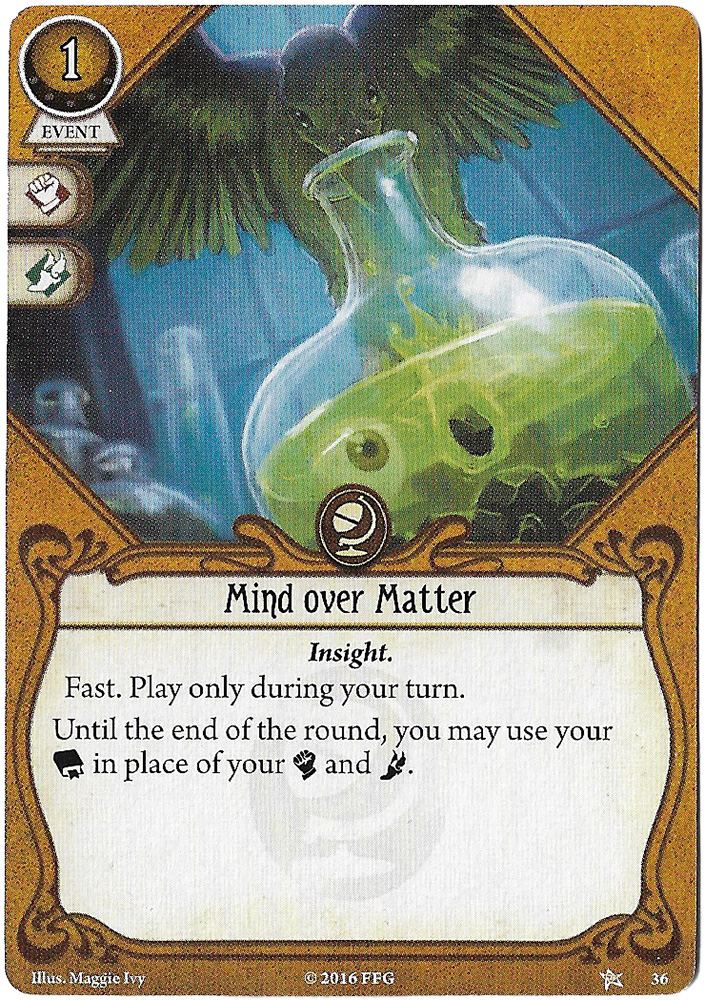 1
EVENT
Mind over Matter
Insight.
Fast. Play only during your turn.
Until the end of the round, you may use your
in place of your and .
Illus. Maggie Ivy
© 2016 FFG
36